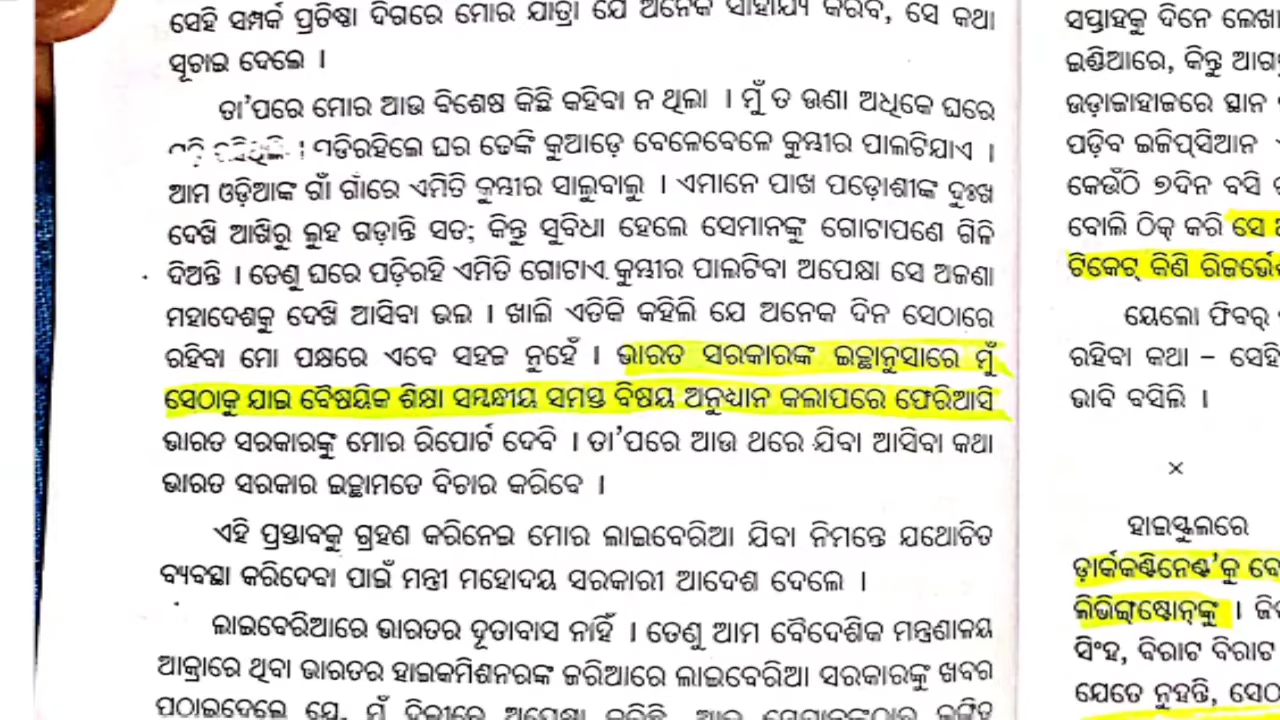 ସେହି ସମ୍ପର୍କ ପ୍ରତିଷ୍ଠା ଦିଗରେ ମୋର ଯାତ୍ରା ଯେ ଅନେକ ସାହାଯ୍ୟ କରିବ, ସେ କଥା
ସୂଚାଇ ଦେଲେ ।
ତା'ପରେ ମୋର ଆଉ ବିଶେଷ କିଛି କହିବା ନ ଥିଲା । ମୁଁ ତ ଊଣା ଅଧିକେ ଘରେ
ପଡିରହିଲେ ଘର ଢେଙ୍କି କୁଆଡ଼େ ବେଳେବେଳେ କୁମ୍ଭୀର ପାଲଟିଯାଏ ।
ଆମ ଓଡ଼ିଆଙ୍କ ଗାଁ ଗାଁରେ ଏମିତି କୁମ୍ଭୀର ସାଲୁବାଲୁ । ଏମାନେ ପାଖ ପଡ଼ୋଶୀଙ୍କ ଦୁଃଖ
ଦେଖି ଆଖିରୁ ଲୁହ ଗଡ଼ାନ୍ତି ସତ; କିନ୍ତୁ ସୁବିଧା ହେଲେ ସେମାନଙ୍କୁ ଗୋଟାପଣେ ଗିଳି
ଦିଅନ୍ତି । ତେଣୁ ଘରେ ପଡ଼ିରହି ଏମିତି ଗୋଟାଏ କୁମ୍ଭୀର ପାଲଟିବା ଅପେକ୍ଷା ସେ ଅଜଣା
ମହାଦେଶକୁ ଦେଖି ଆସିବା ଭଲ । ଖାଲି ଏତିକି କହିଲି ଯେ ଅନେକ ଦିନ ସେଠାରେ
ରହିବା ମୋ ପକ୍ଷରେ ଏବେ ସହଜ ନୁହେଁ । ଭାରତ ସରକାରଙ୍କ ଇଚ୍ଛାନୁସାରେ ମୁଁ
ସେଠାକୁ ଯାଇ ବୈଷୟିକ ଶିକ୍ଷା ସମ୍ବନ୍ଧୀୟ ସମସ୍ତ ବିଷୟ ଅନୁଧ୍ୟାନ କଲାପରେ ଫେରିଆସି
ଭାରତ ସରକାରଙ୍କୁ ମୋର ରିପୋର୍ଟ ଦେବି । ତା'ପରେ ଆଉ ଥରେ ଯିବା ଆସିବା କଥା
ଭାରତ ସରକାର ଇଚ୍ଛାମତେ ବିଚାର କରିବେ ।
ଏହି ପ୍ରସ୍ତାବକୁ ଗ୍ରହଣ କରିନେଇ ମୋର ଲାଇବେରିଆ ଯିବା ନିମନ୍ତେ ଯଥୋଚିତ
ବ୍ୟବସ୍ଥା କରିଦେବା ପାଇଁ ମନ୍ତ୍ରୀ ମହୋଦୟ ସରକାରୀ ଆଦେଶ ଦେଲେ ।
ଲାଇବେରିଆରେ ଭାରତର ଦୂତାବାସ ନାହିଁ । ତେଣୁ ଆମ ବୈଦେଶିକ ମନ୍ତ୍ରଣାଳୟ
ଆକ୍ରାରେ ଥିବା ଭାରତର ହାଇକମିଶନରଙ୍କ ଜରିଆରେ ଲାଇବେରିଆ ସରକାରଙ୍କୁ ଖବର
ପଠାଇଦେଲେ ଯେ, ମୁଁ ଦିଲ୍ଲୀରେ ଅପେକ୍ଷା କରିଛି
ସପ୍ତାହକୁ ଦିନେ ଲେଖା
ଇଣ୍ଡିଆରେ, କିନ୍ତୁ
ଉଡ଼ାଜାହାଜରେ ସ୍ଥାନ
ପଡ଼ିବ ଇଜିପ୍‌ସିଆନ
କେଉଁଠି ୭ଦିନ ବସି
ବୋଲି ଠିକ୍ କରି ସେ
ଟିକେଟ୍ କିଣି
ୟେଲୋ ଫିବର୍
ରହିବା କଥା – ସେହି
ଭାବି ବସିଲି ।
×
ହାଇସ୍କୁଲରେ
ଡ଼ାର୍କକଣ୍ଟିନେଣ୍ଟ'କୁ
ଲିଭିଙ୍ଗଷ୍ଟୋନ୍‌ଙ୍କୁ ।
ସିଂହ, ବିରାଟ ବିରାଟ
ଯେତେ ନୁହନ୍ତି,